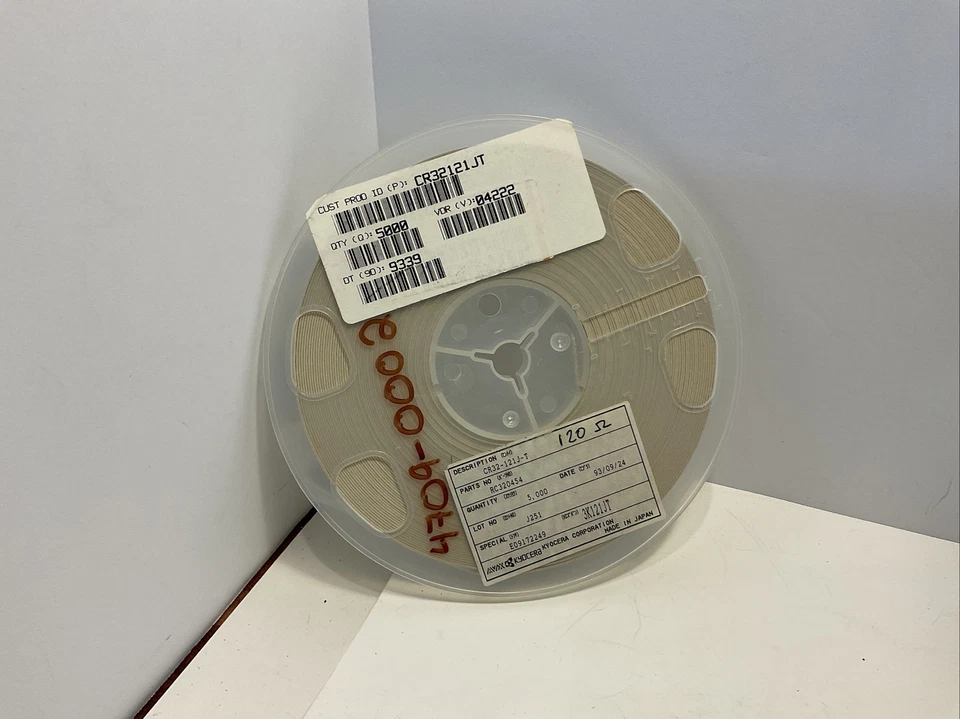 CUST PROD ID (P): CR32121JT
QTY (Q): 5000 VDR (V): 04222
DT (9D): 9339
4709-0002
120 Ω
DESCRIPTION
CR32-121J-T
PARTS NO
RC320454
QUANTITY 5,000 DATE 93/09/24
LOT NO J251 3K121JT
SPECIAL E09172249
AVX KYOCERA KYOCERA CORPORATION
MADE IN JAPAN